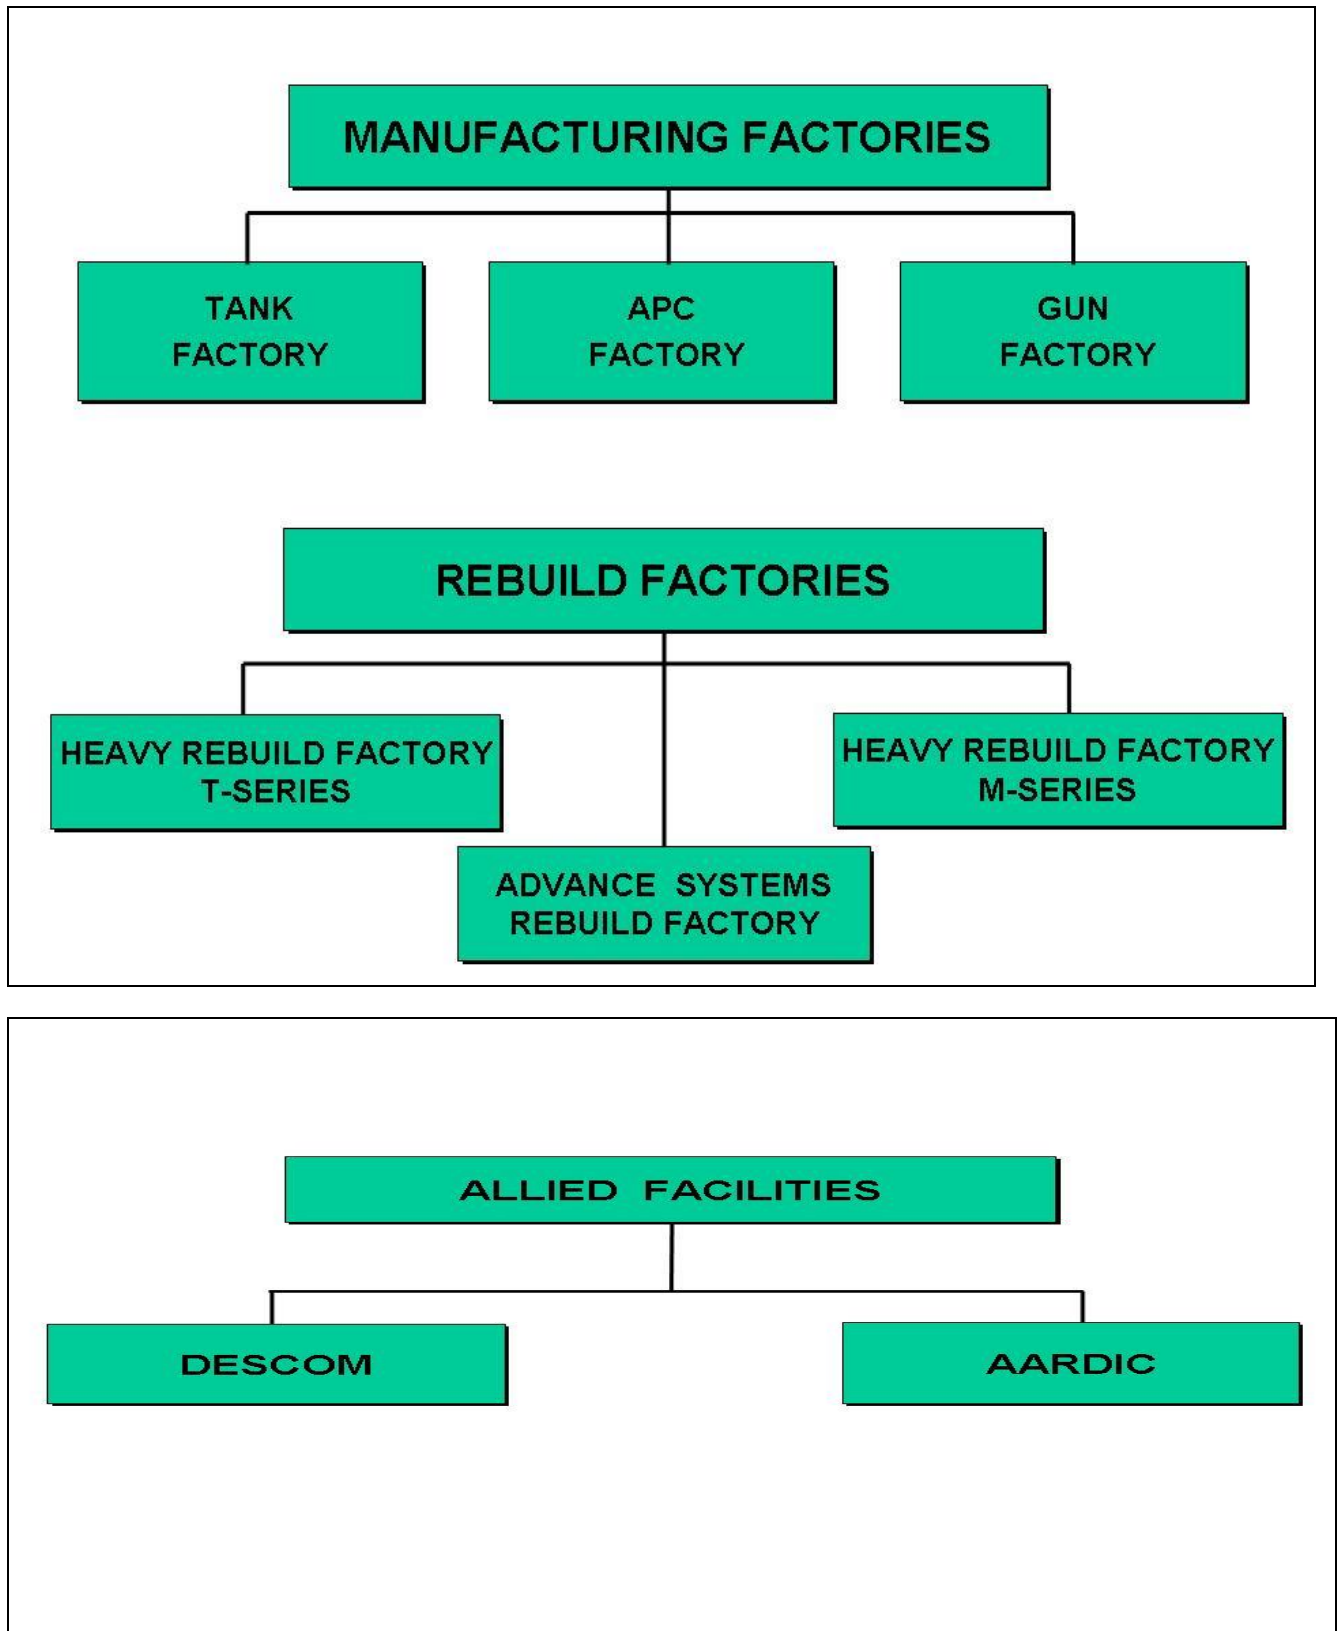 MANUFACTURING FACTORIES
TANK
FACTORY
APC
FACTORY
GUN
FACTORY
REBUILD FACTORIES
HEAVY REBUILD FACTORY
T-SERIES
HEAVY REBUILD FACTORY
M-SERIES
ADVANCE SYSTEMS
REBUILD FACTORY
ALLIED FACILITIES
DESCOM
AARDIC